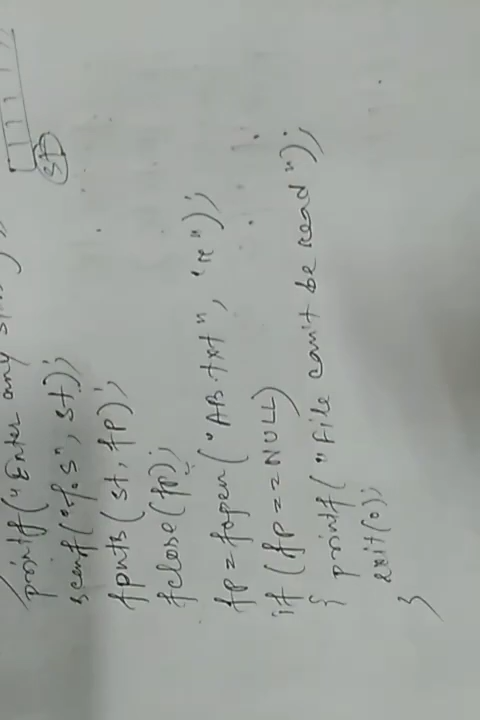 St
printf("Enter any
scanf("%s", st);
fputs(st, fp);
fclose(fp);
fp=fopen("AB.txt", "r");
if (fp==NULL)
{ printf("File can't be read");
exit(0);
}